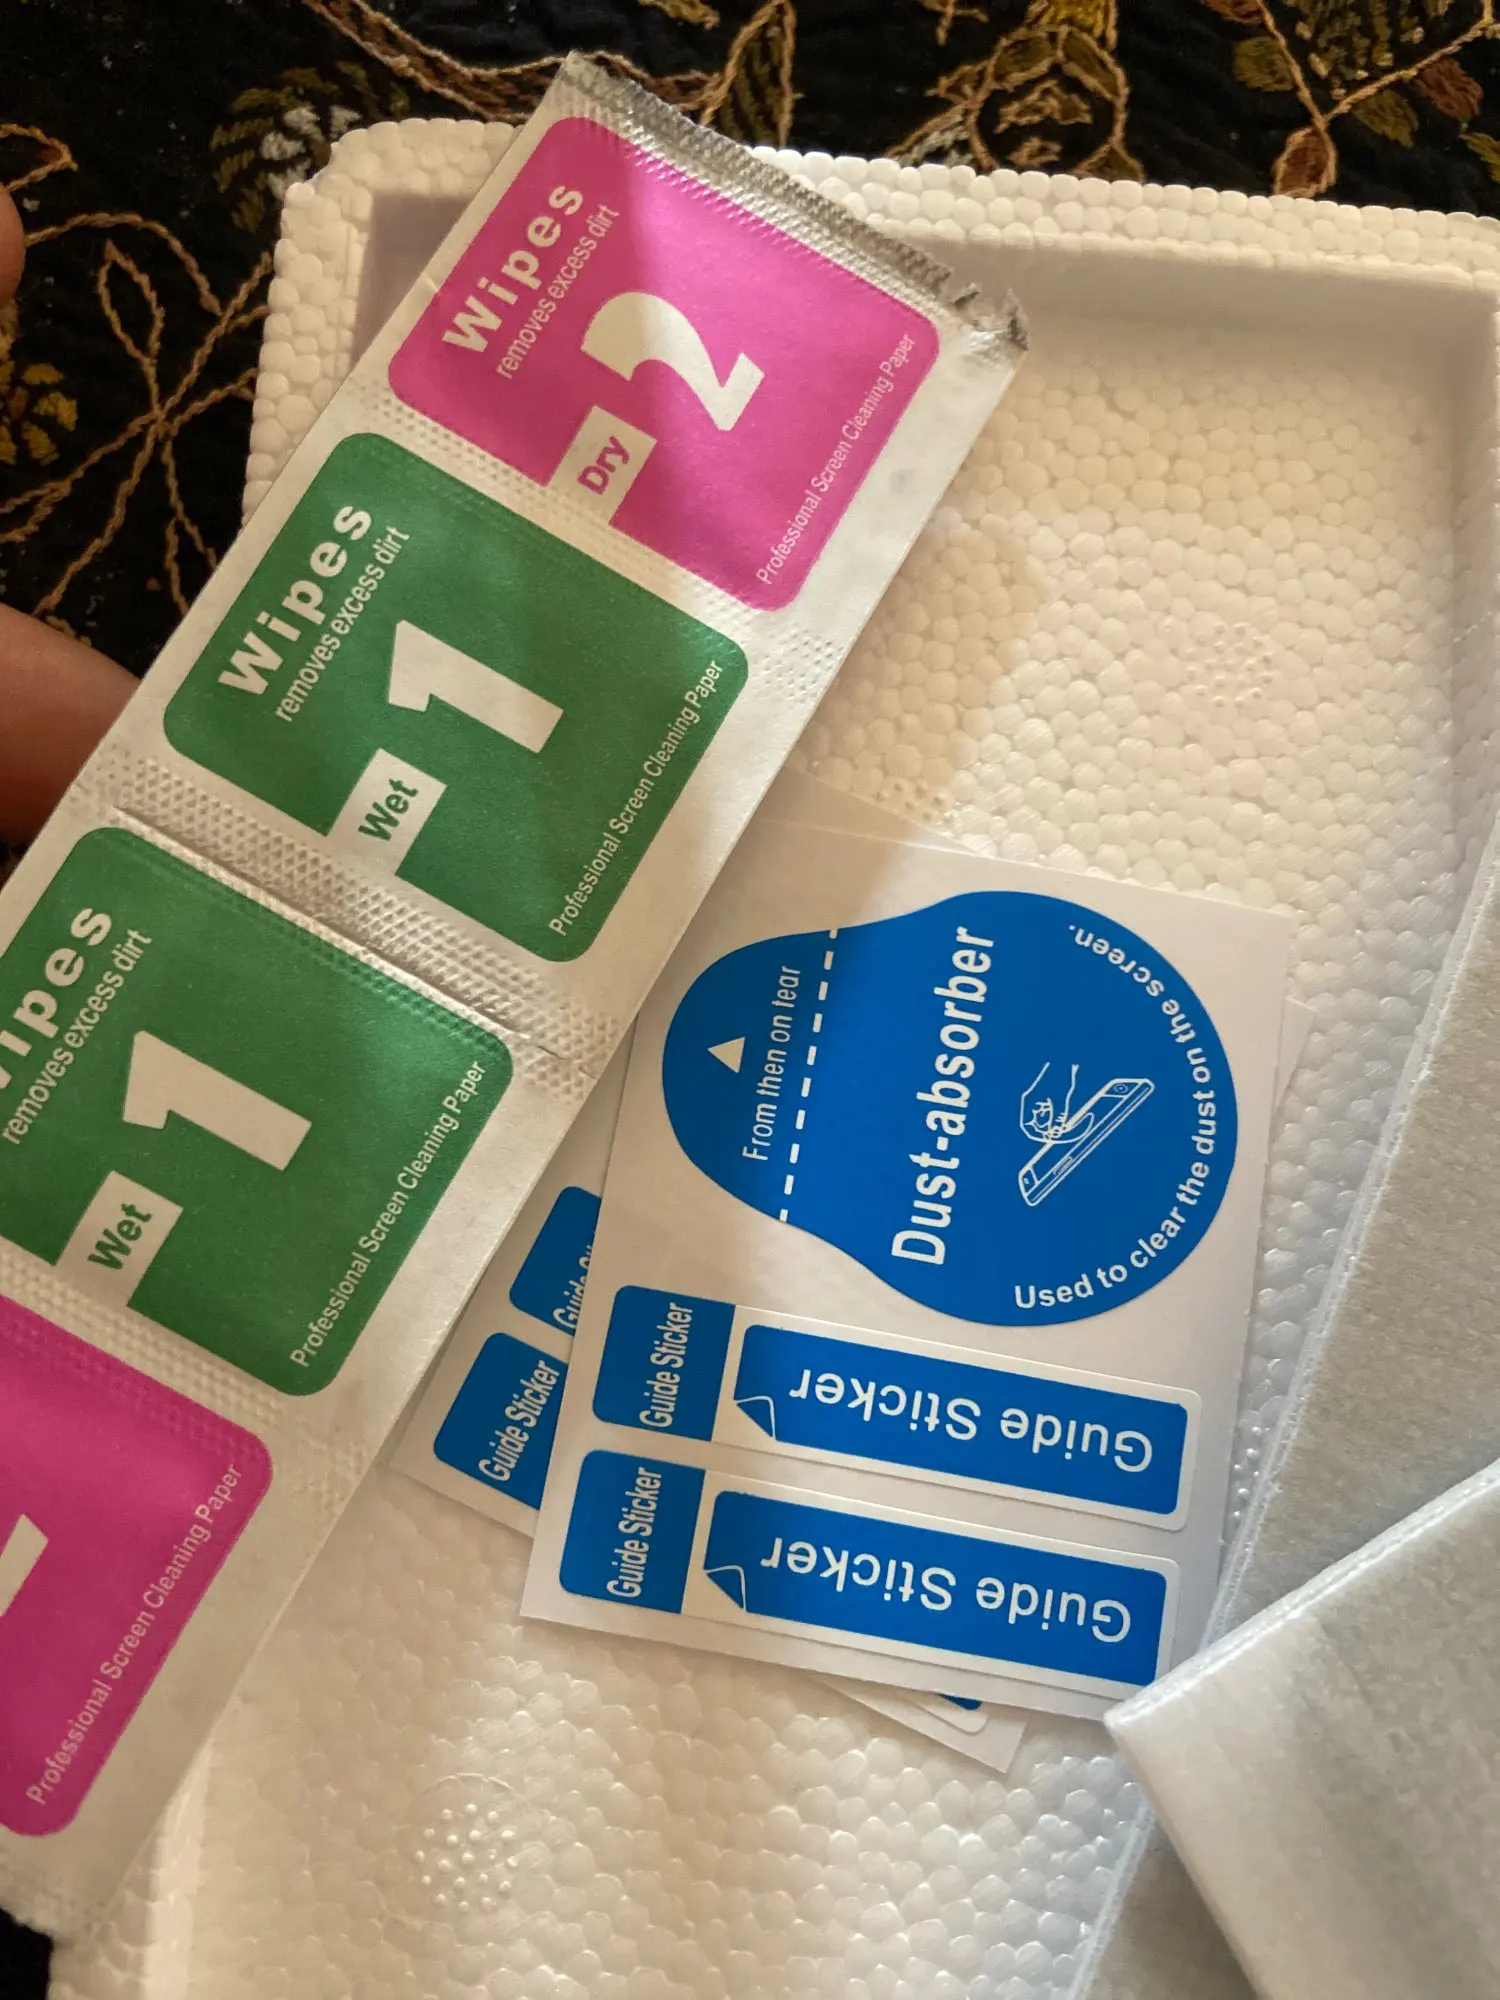 Wipes
removes excess dirt
2
Dry
Professional Screen Cleaning Paper
Wipes
removes excess dirt
1
Wet
Professional Screen Cleaning Paper
Wipes
removes excess dirt
1
Wet
Professional Screen Cleaning Paper
Professional Screen Cleaning Paper
From then on tear
Dust-absorber
Used to clear the dust on the screen.
Guide Sticker
Guide Sticker
Guide Sticker
Guide Sticker
Guide Sticker
Guide